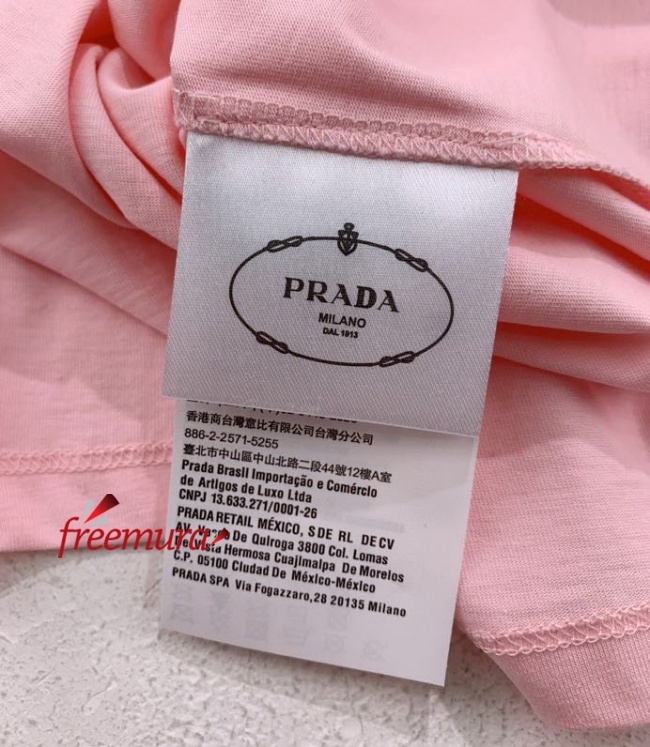 PRADA
MILANO
DAL 1913
香港商台灣意比有限公司台灣分公司
886-2-2571-5255
臺北市中山區中山北路二段44號12樓A室
Prada Brasil Importação e Comércio
de Artigos de Luxo Ltda
CNPJ 13.633.271/0001-26
PRADA RETAIL MÉXICO, S DE RL DE CV
AV. De Quiroga 3800 Col. Lomas
Hermosa Cuajimalpa De Morelos
C.P. 05100 Ciudad De México-México
PRADA SPA Via Fogazzaro,28 20135 Milano
freemura